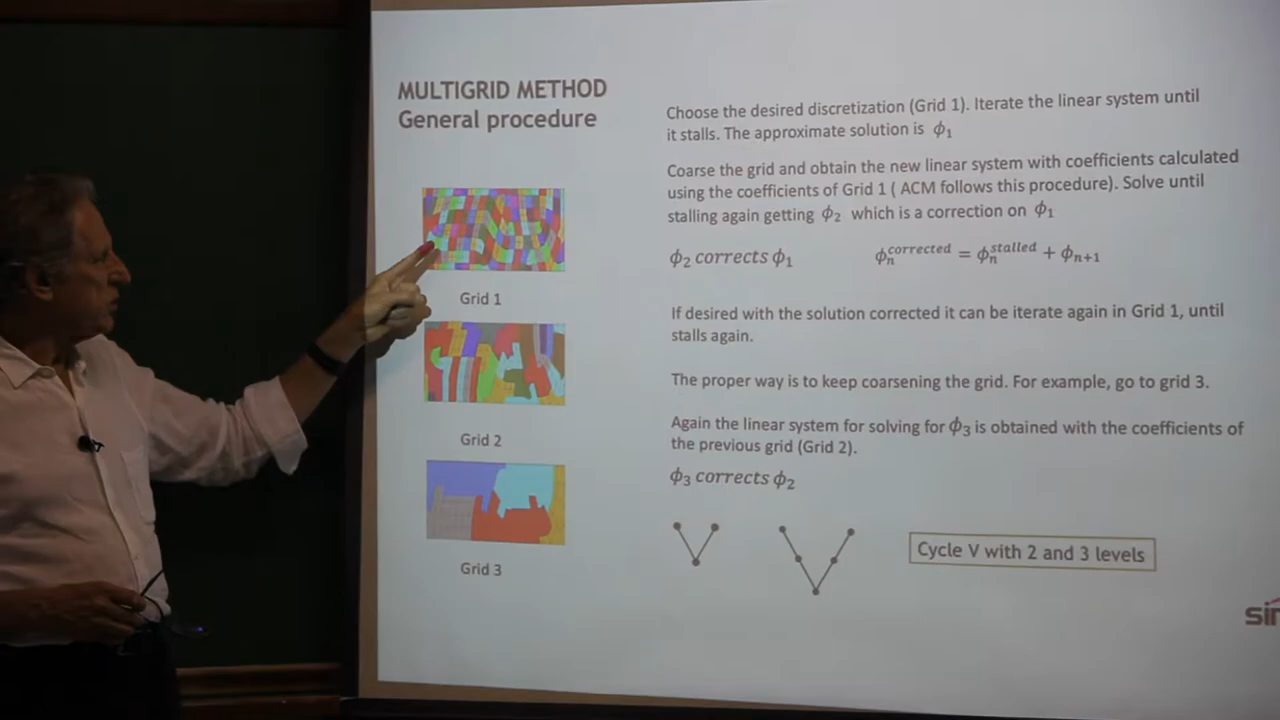 MULTIGRID METHOD
General procedure
Grid 1
Grid 2
Grid 3
Choose the desired discretization (Grid 1). Iterate the linear system until
it stalls. The approximate solution is ϕ₁
Coarse the grid and obtain the new linear system with coefficients calculated
using the coefficients of Grid 1 ( ACM follows this procedure). Solve until
stalling again getting ϕ₂ which is a correction on ϕ₁
ϕ₂ corrects ϕ₁ ϕₙ^corrected = ϕₙ^stalled + ϕₙ₊₁
If desired with the solution corrected it can be iterate again in Grid 1, until
stalls again.
The proper way is to keep coarsening the grid. For example, go to grid 3.
Again the linear system for solving for ϕ₃ is obtained with the coefficients of
the previous grid (Grid 2).
ϕ₃ corrects ϕ₂
Cycle V with 2 and 3 levels